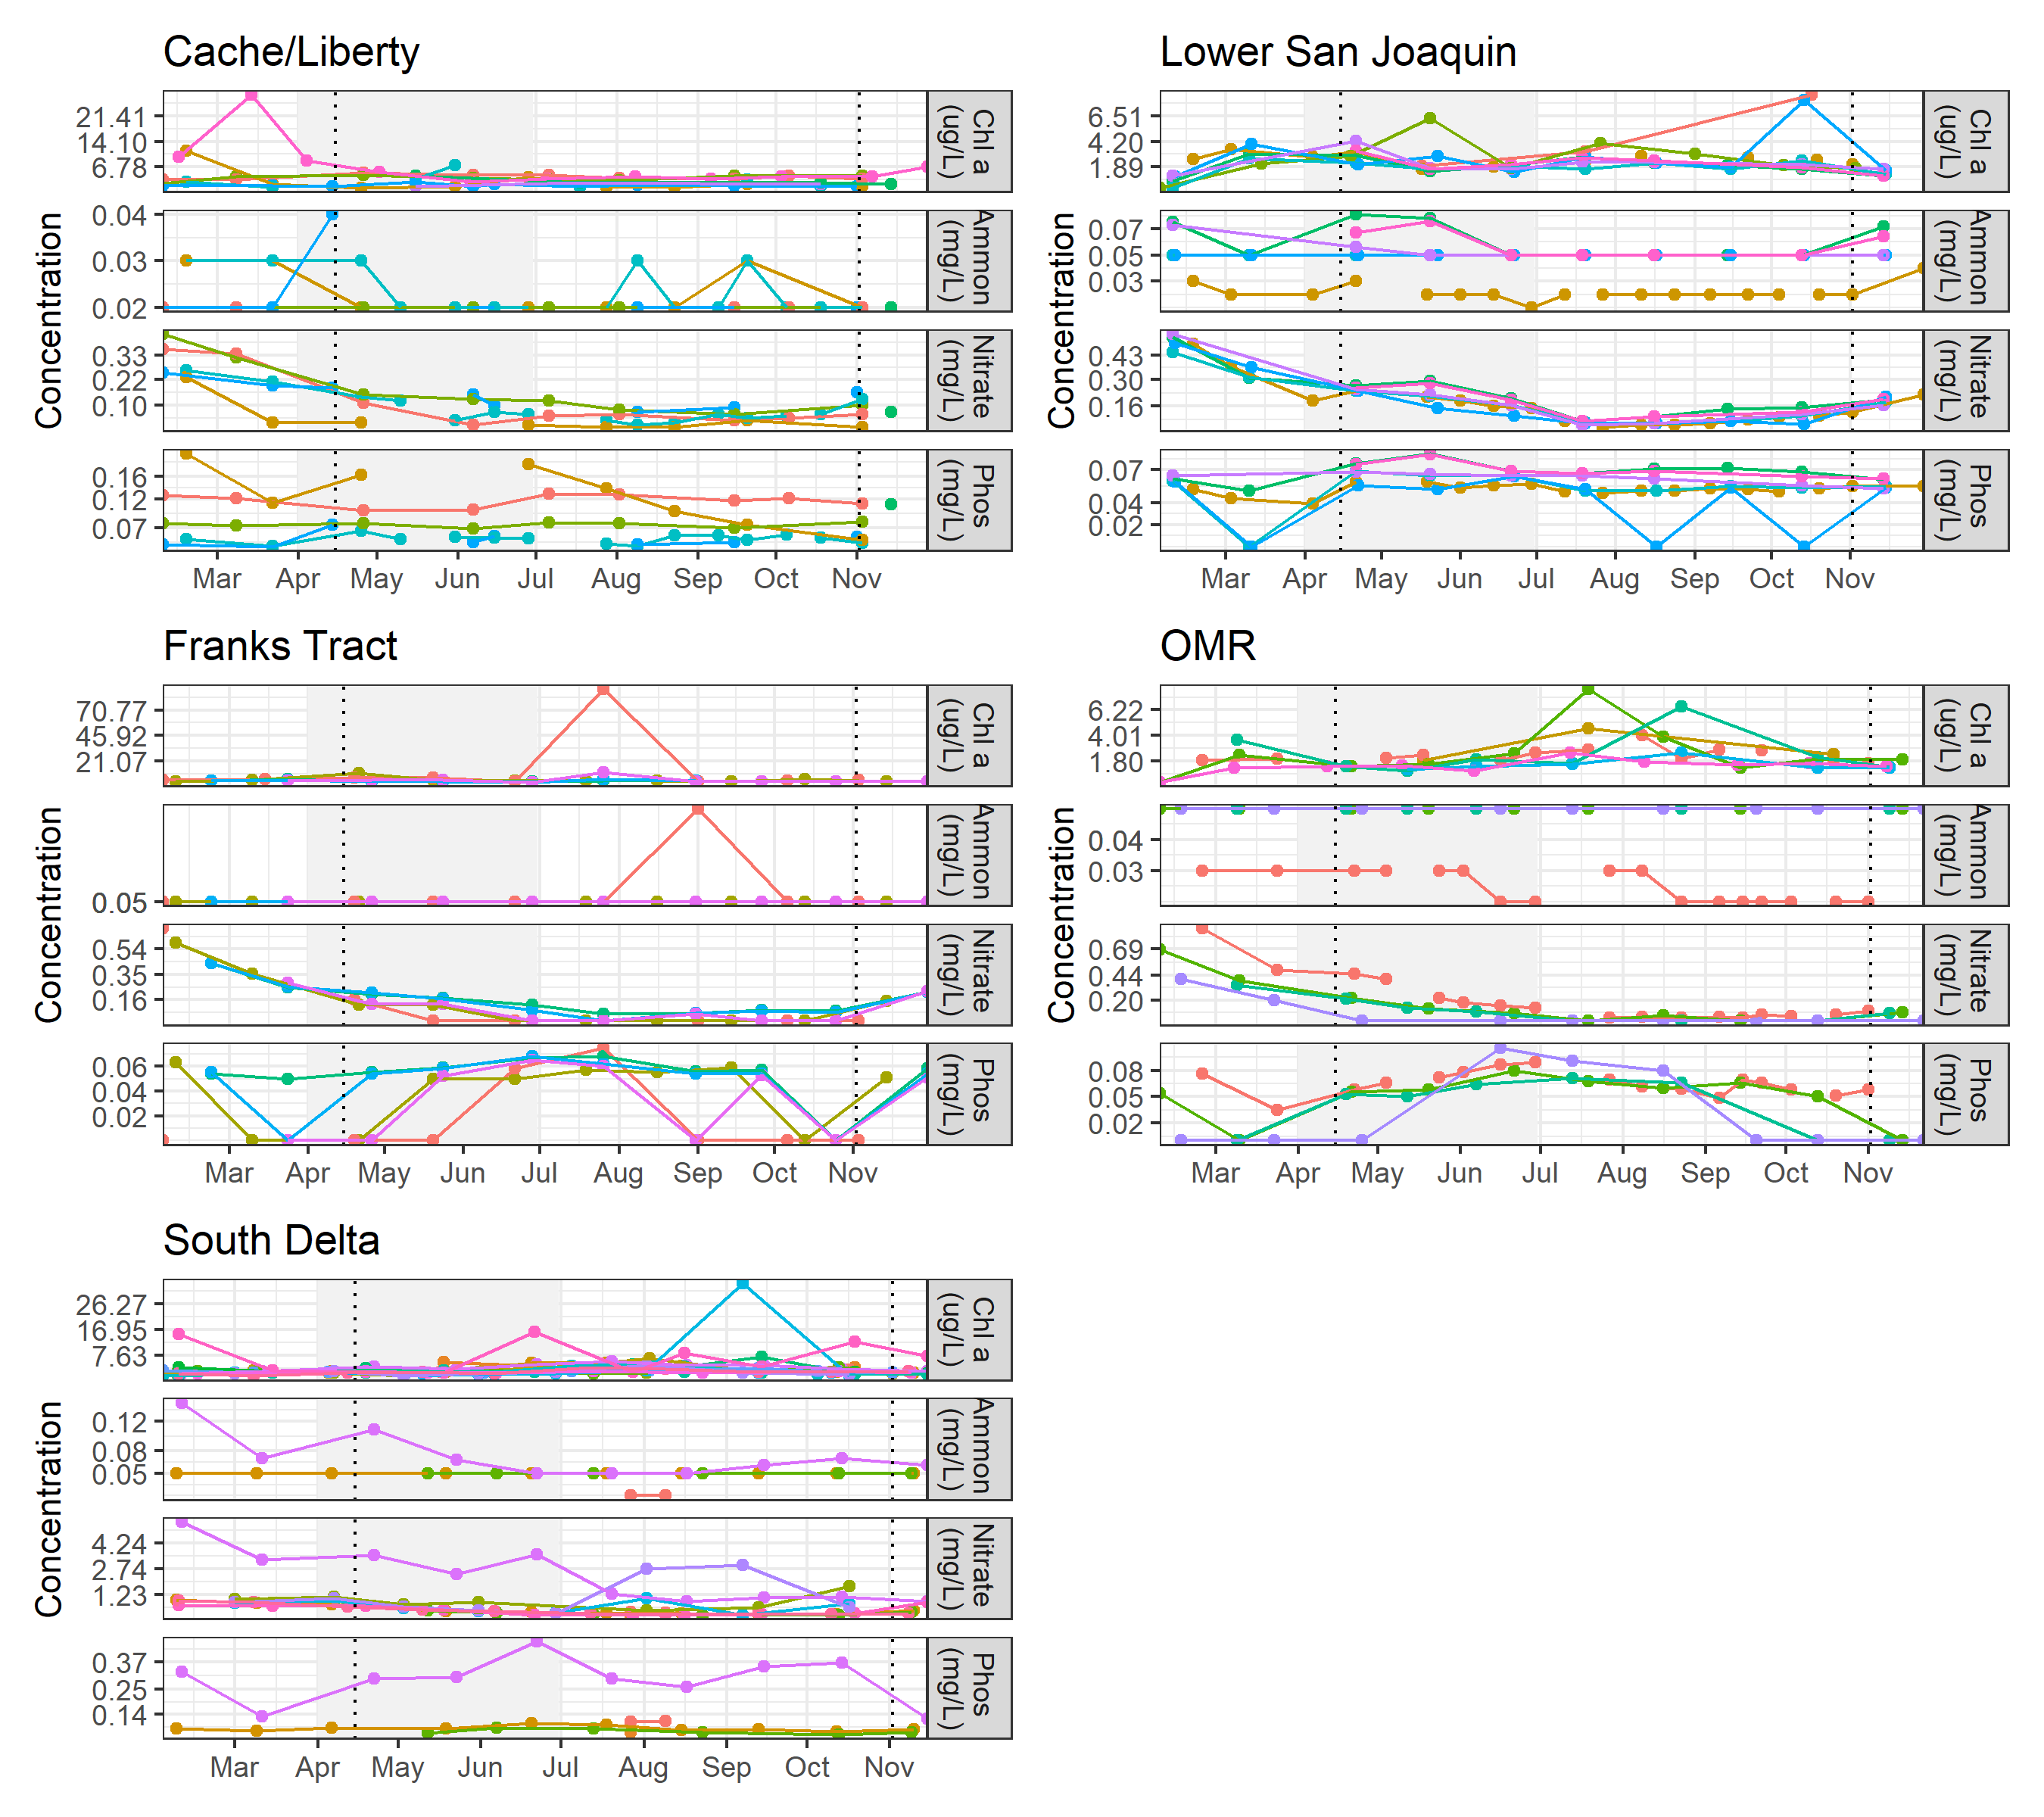 Cache/Liberty
Concentration
21.41
14.10
6.78
Chl a
(ug/L)
0.04
0.03
0.02
Ammon
(mg/L)
0.33
0.22
0.10
Nitrate
(mg/L)
0.16
0.12
0.07
Phos
(mg/L)
Mar Apr May Jun Jul Aug Sep Oct Nov
Lower San Joaquin
Concentration
6.51
4.20
1.89
Chl a
(ug/L)
0.07
0.05
0.03
Ammon
(mg/L)
0.43
0.30
0.16
Nitrate
(mg/L)
0.07
0.04
0.02
Phos
(mg/L)
Mar Apr May Jun Jul Aug Sep Oct Nov
Franks Tract
Concentration
70.77
45.92
21.07
Chl a
(ug/L)
0.05
Ammon
(mg/L)
0.54
0.35
0.16
Nitrate
(mg/L)
0.06
0.04
0.02
Phos
(mg/L)
Mar Apr May Jun Jul Aug Sep Oct Nov
OMR
Concentration
6.22
4.01
1.80
Chl a
(ug/L)
0.04
0.03
Ammon
(mg/L)
0.69
0.44
0.20
Nitrate
(mg/L)
0.08
0.05
0.02
Phos
(mg/L)
Mar Apr May Jun Jul Aug Sep Oct Nov
South Delta
Concentration
26.27
16.95
7.63
Chl a
(ug/L)
0.12
0.08
0.05
Ammon
(mg/L)
4.24
2.74
1.23
Nitrate
(mg/L)
0.37
0.25
0.14
Phos
(mg/L)
Mar Apr May Jun Jul Aug Sep Oct Nov